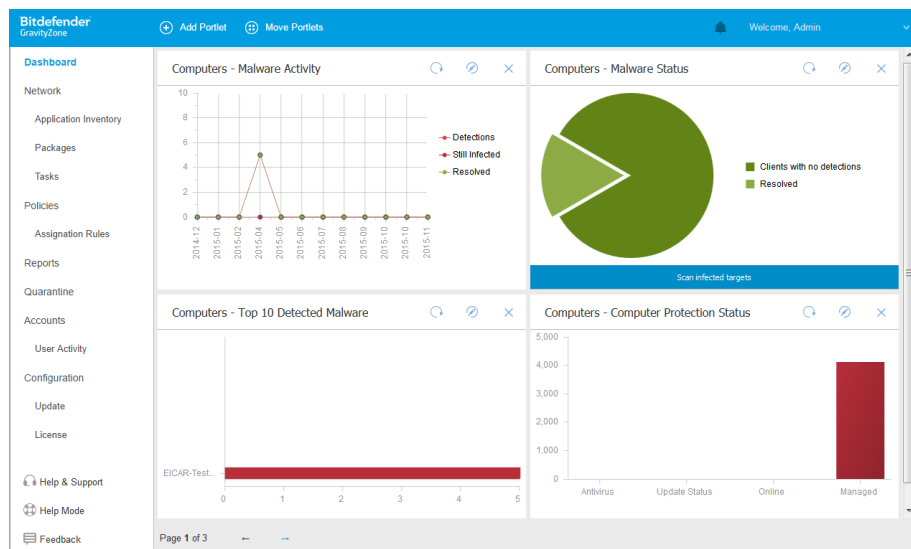 Bitdefender
GravityZone
Add Portlet
Move Portlets
Welcome, Admin
Dashboard
Network
Application Inventory
Packages
Tasks
Policies
Assignation Rules
Reports
Quarantine
Accounts
User Activity
Configuration
Update
License
Help & Support
Help Mode
Feedback
Computers - Malware Activity
10
8
6
4
2
0
2014-12
2015-01
2015-02
2015-04
2015-05
2015-06
2015-07
2015-08
2015-09
2015-10
2015-10
2015-11
Detections
Still Infected
Resolved
Computers - Malware Status
Clients with no detections
Resolved
Scan infected targets
Computers - Top 10 Detected Malware
EICAR-Test...
0 1 2 3 4 5
Computers - Computer Protection Status
5,000
4,000
3,000
2,000
1,000
0
Antivirus Update Status Online Managed
Page 1 of 3